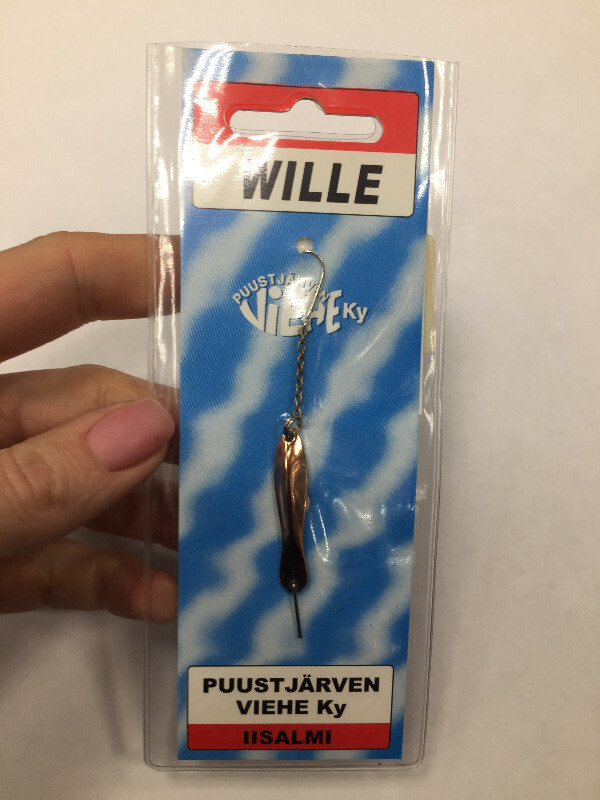 WILLE
PUUSTJÄRVEN
VIEHE Ky
PUUSTJÄRVEN
VIEHE Ky
IISALMI